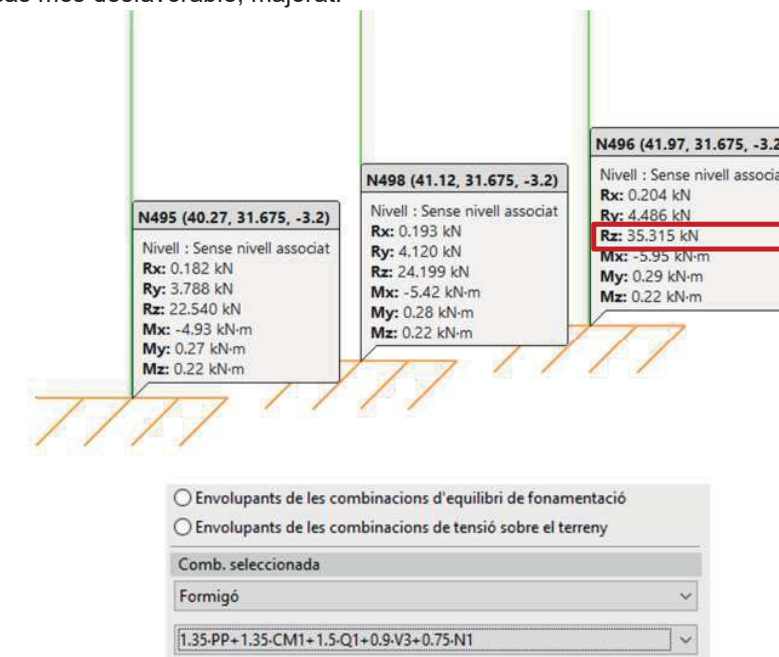 més desfavorable, majorat.
N496 (41.97, 31.675, -3.2
Nivell : Sense nivell associa
Rx: 0.204 kN
Ry: 4.486 kN
Rz: 35.315 kN
Mx: -5.95 kN·m
My: 0.29 kN·m
Mz: 0.22 kN·m
N498 (41.12, 31.675, -3.2)
Nivell : Sense nivell associat
Rx: 0.193 kN
Ry: 4.120 kN
Rz: 24.199 kN
Mx: -5.42 kN·m
My: 0.28 kN·m
Mz: 0.22 kN·m
N495 (40.27, 31.675, -3.2)
Nivell : Sense nivell associat
Rx: 0.182 kN
Ry: 3.788 kN
Rz: 22.540 kN
Mx: -4.93 kN·m
My: 0.27 kN·m
Mz: 0.22 kN·m
Envolupants de les combinacions d'equilibri de fonamentació
Envolupants de les combinacions de tensió sobre el terreny
Comb. seleccionada
Formigó
1.35·PP+1.35·CM1+1.5·Q1+0.9·V3+0.75·N1